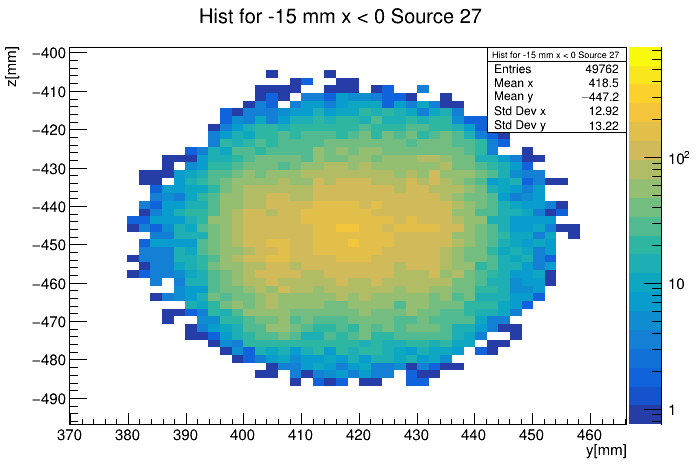 Hist for -15 mm x < 0 Source 27
z[mm]
Hist for -15 mm x < 0 Source 27
Entries 49762
Mean x 418.5
Mean y −447.2
Std Dev x 12.92
Std Dev y 13.22
−400
−410
−420
−430
−440
−450
−460
−470
−480
−490
10²
10
1
370 380 390 400 410 420 430 440 450 460
y[mm]